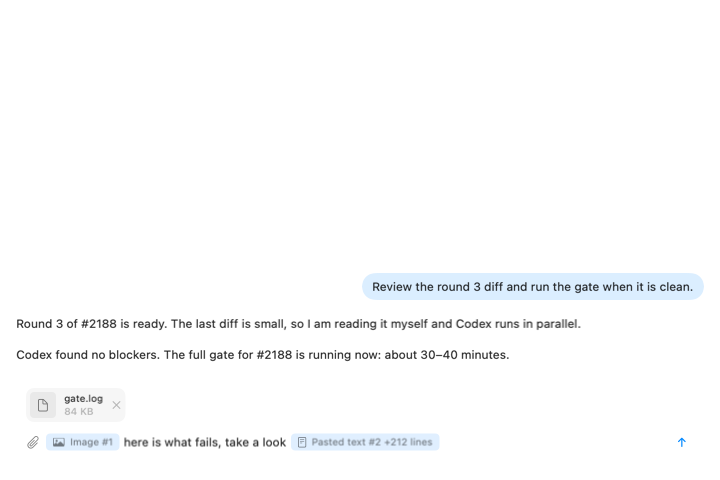 Review the round 3 diff and run the gate when it is clean.
Round 3 of #2188 is ready. The last diff is small, so I am reading it myself and Codex runs in parallel.
Codex found no blockers. The full gate for #2188 is running now: about 30–40 minutes.
gate.log
84 KB
Image #1 here is what fails, take a look Pasted text #2 +212 lines